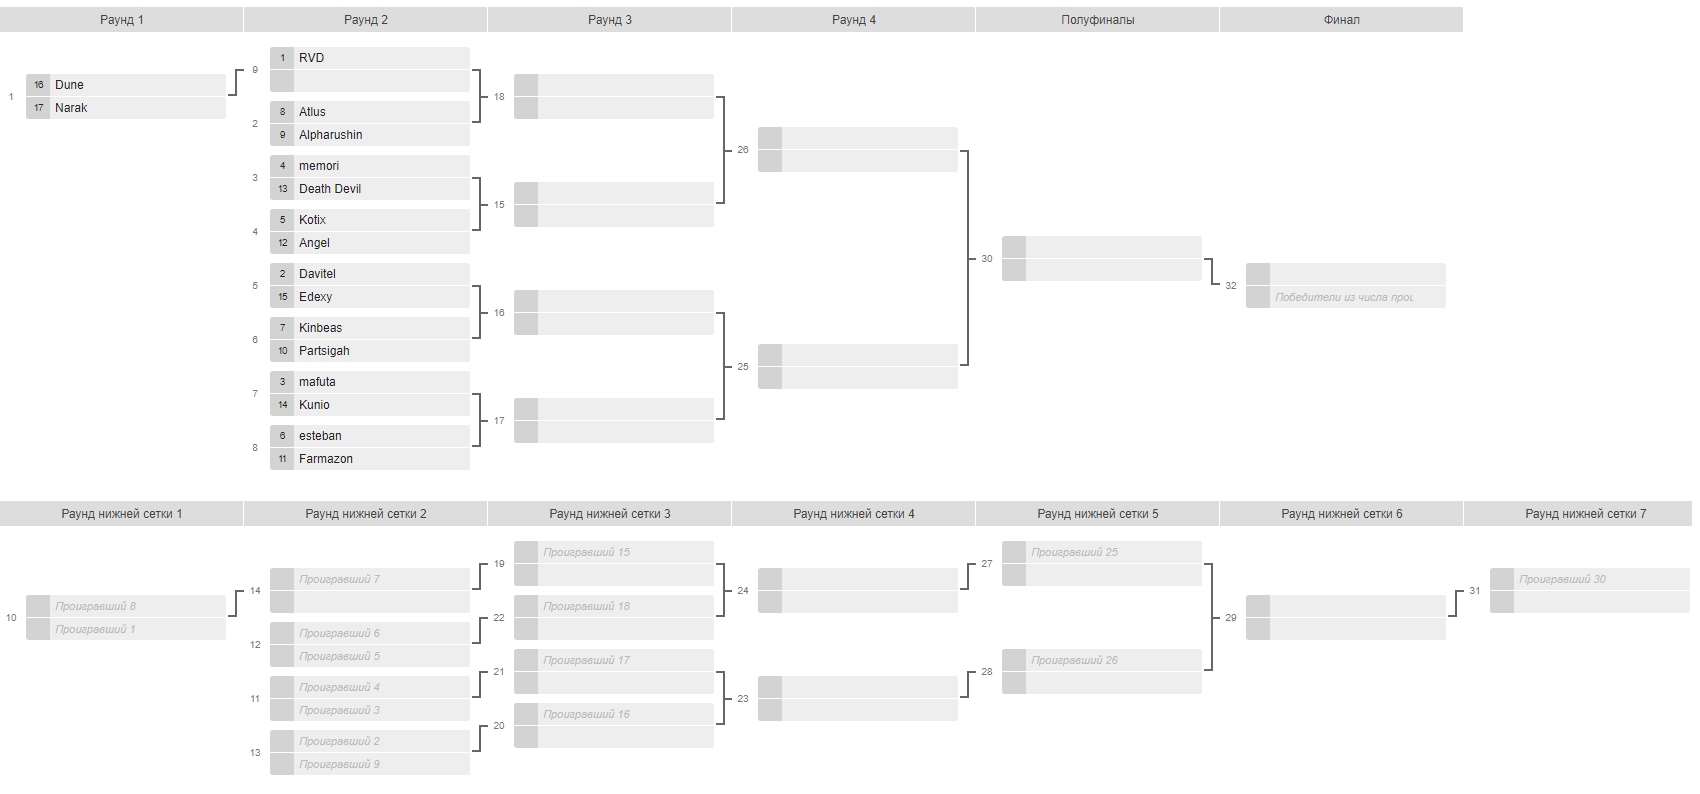 Раунд 1 Раунд 2 Раунд 3 Раунд 4 Полуфиналы Финал
1
16 Dune
17 Narak
9
1 RVD
2
8 Atlus
9 Alpharushin
3
4 memori
13 Death Devil
4
5 Kotix
12 Angel
5
2 Davitel
15 Edexy
6
7 Kinbeas
10 Partsigah
7
3 mafuta
14 Kunio
8
6 esteban
11 Farmazon
18
15
16
17
26
25
30
32
Победители из числа
Раунд нижней сетки 1 Раунд нижней сетки 2 Раунд нижней сетки 3 Раунд нижней сетки 4 Раунд нижней сетки 5 Раунд нижней сетки 6 Раунд нижней сетки 7
10
Проигравший 8
Проигравший 1
14
Проигравший 7
12
Проигравший 6
Проигравший 5
11
Проигравший 4
Проигравший 3
13
Проигравший 2
Проигравший 9
19
Проигравший 15
22
Проигравший 18
21
Проигравший 17
20
Проигравший 16
24
23
27
Проигравший 25
28
Проигравший 26
29
31
Проигравший 30